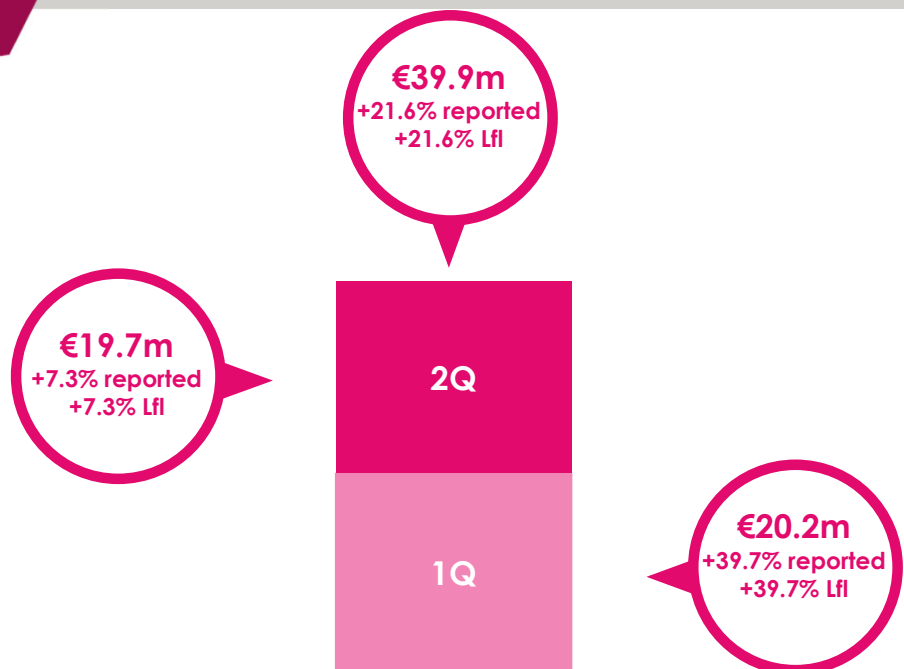 €39.9m
+21.6% reported
+21.6% Lfl
€19.7m
+7.3% reported
+7.3% Lfl
2Q
1Q
€20.2m
+39.7% reported
+39.7% Lfl